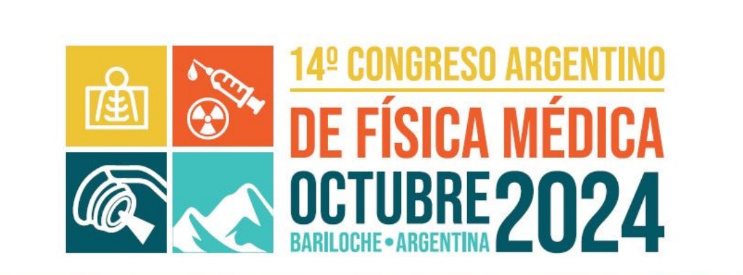 14º CONGRESO ARGENTINO
DE FÍSICA MÉDICA
OCTUBRE 2024
BARILOCHE • ARGENTINA